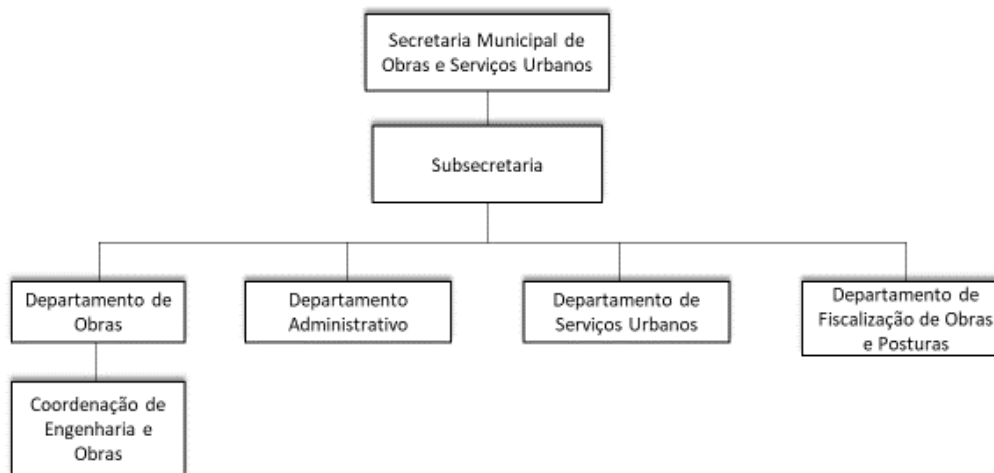 Secretaria Municipal de
Obras e Serviços Urbanos
Subsecretaria
Departamento de
Obras
Departamento
Administrativo
Departamento de
Serviços Urbanos
Departamento de
Fiscalização de Obras
e Posturas
Coordenação de
Engenharia e
Obras